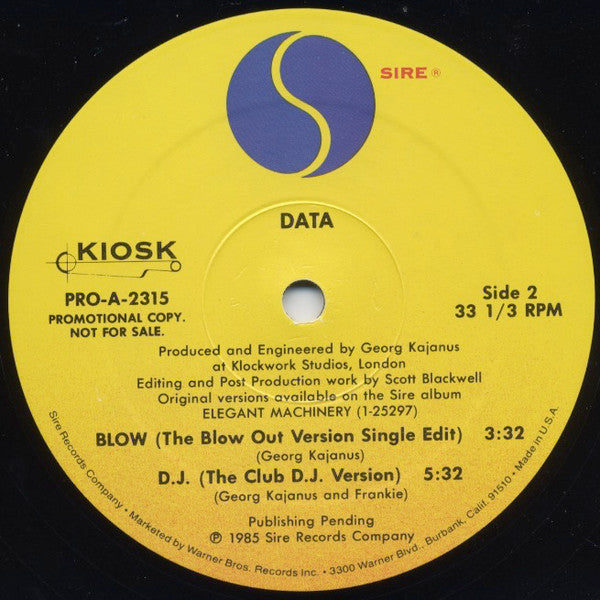 SIRE ®
DATA
KIOSK
PRO-A-2315
PROMOTIONAL COPY.
NOT FOR SALE.
Side 2
33 1/3 RPM
Produced and Engineered by Georg Kajanus
at Klockwork Studios, London
Editing and Post Production work by Scott Blackwell
Original versions available on the Sire album
ELEGANT MACHINERY (1-25297)
BLOW (The Blow Out Version Single Edit) 3:32
(Georg Kajanus)
D.J. (The Club D.J. Version) 5:32
(Georg Kajanus and Frankie)
Publishing Pending
℗ 1985 Sire Records Company
Sire Records Company • Marketed by Warner Bros. Records Inc. • 3300 Warner Blvd., Burbank, Calif. 91510 • Made in U.S.A.